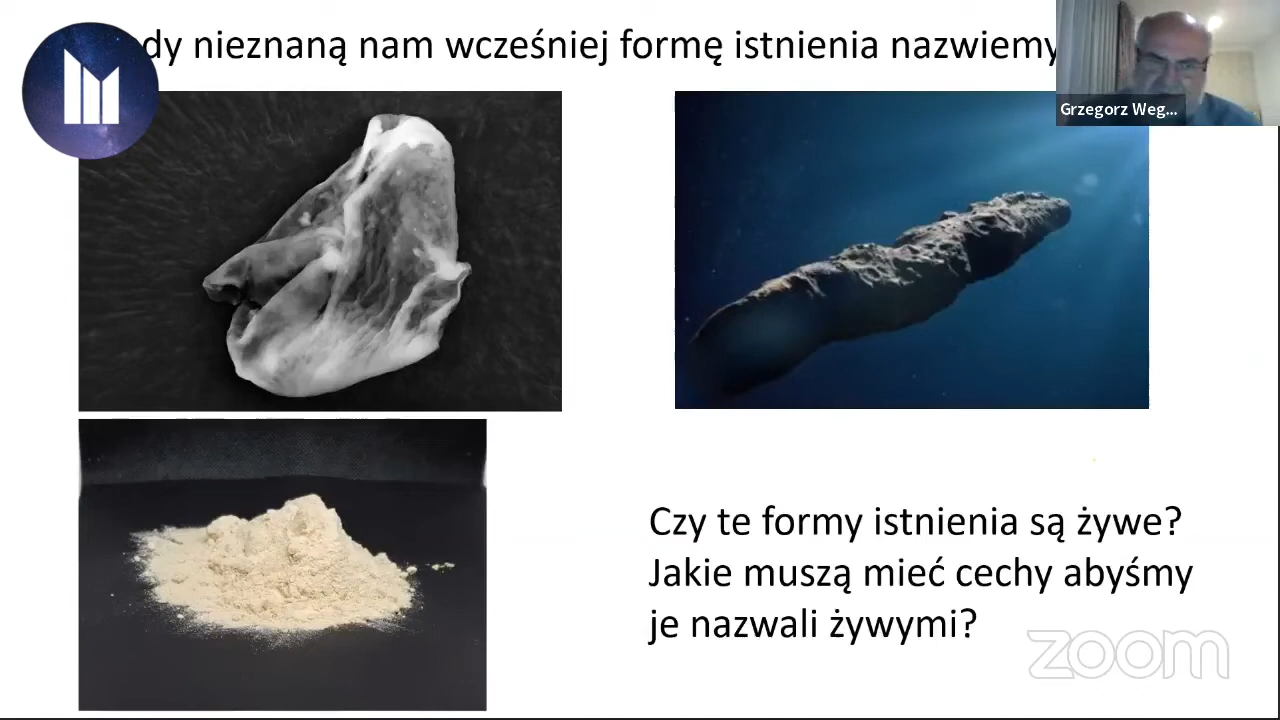 dy nieznaną nam wcześniej formę istnienia nazwiemy
Grzegorz Weg...
Czy te formy istnienia są żywe?
Jakie muszą mieć cechy abyśmy
je nazwali żywymi?
zoom